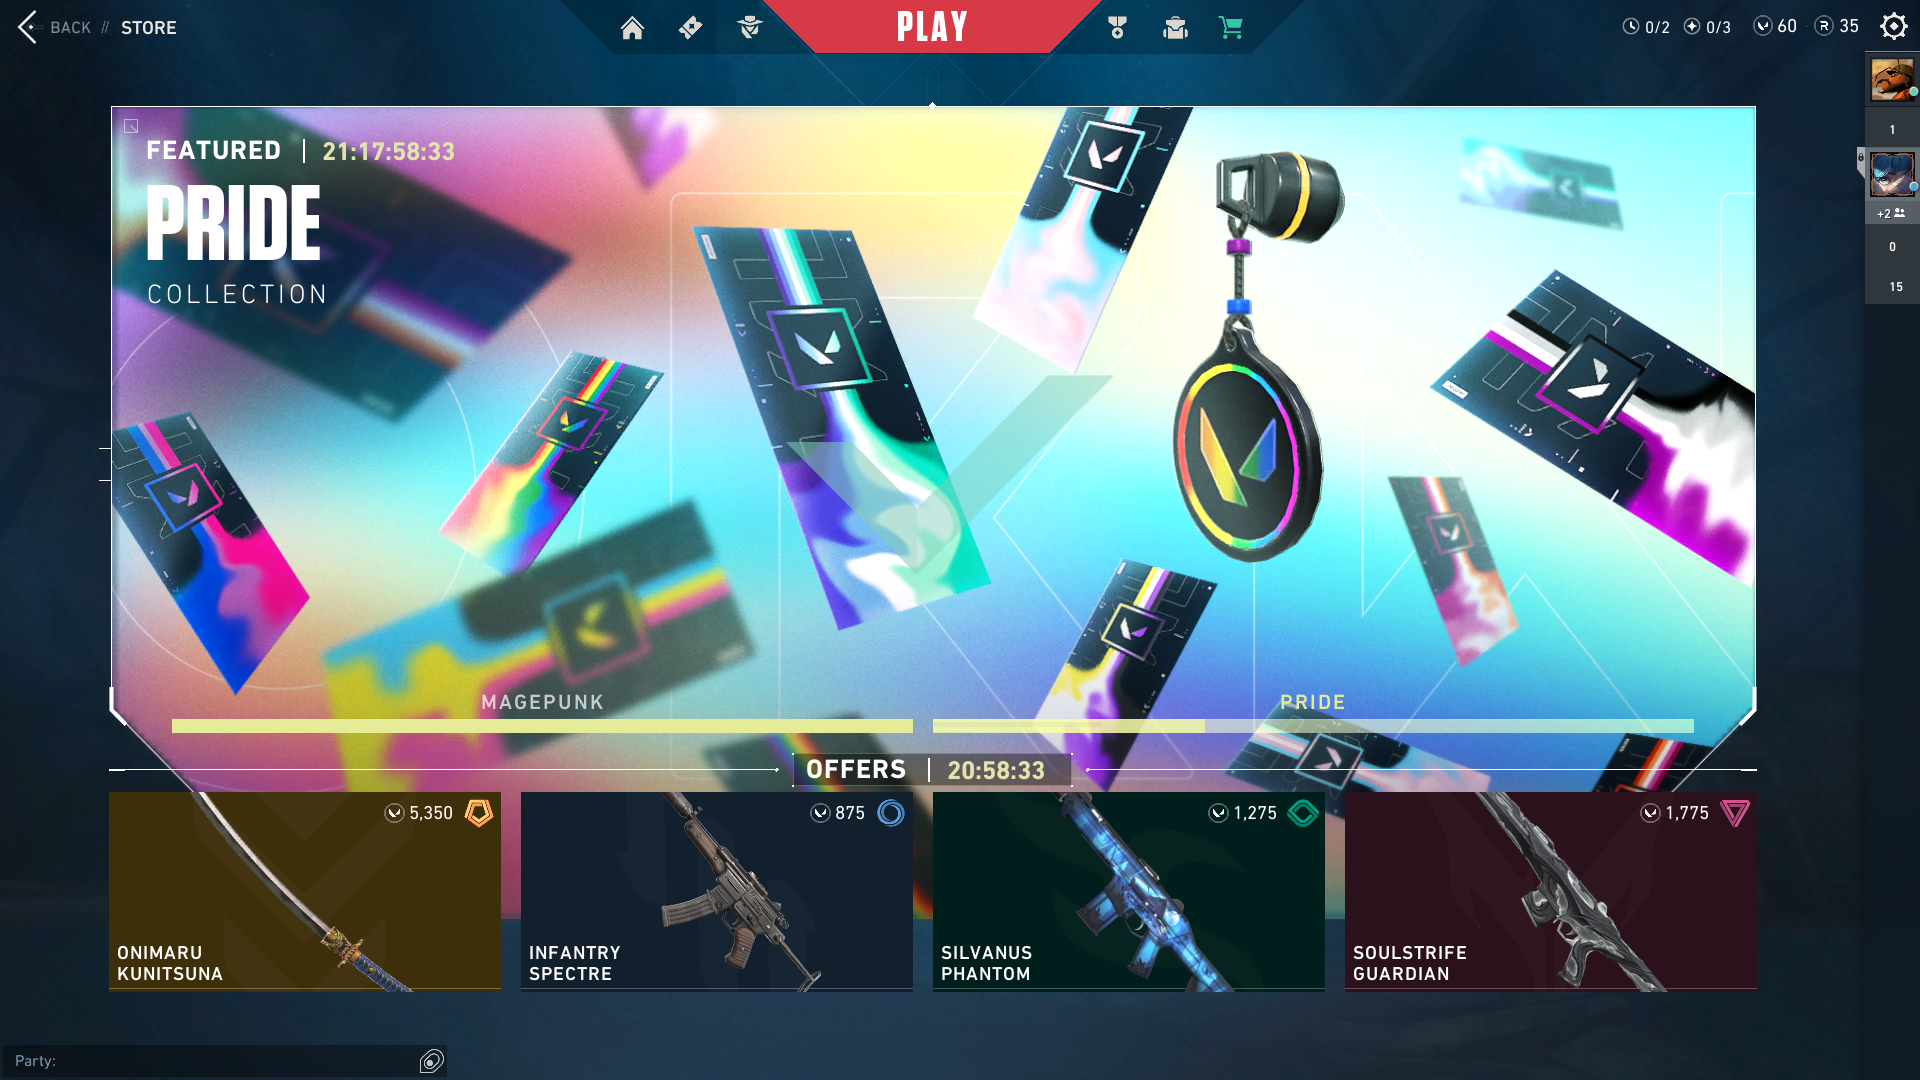 BACK // STORE
PLAY
0/2
0/3
60
R 35
FEATURED | 21:17:58:33
PRIDE
COLLECTION
1
+2
0
15
MAGEPUNK
PRIDE
OFFERS | 20:58:33
5,350
ONIMARU
KUNITSUNA
875
INFANTRY
SPECTRE
1,275
SILVANUS
PHANTOM
1,775
SOULSTRIFE
GUARDIAN
Party: